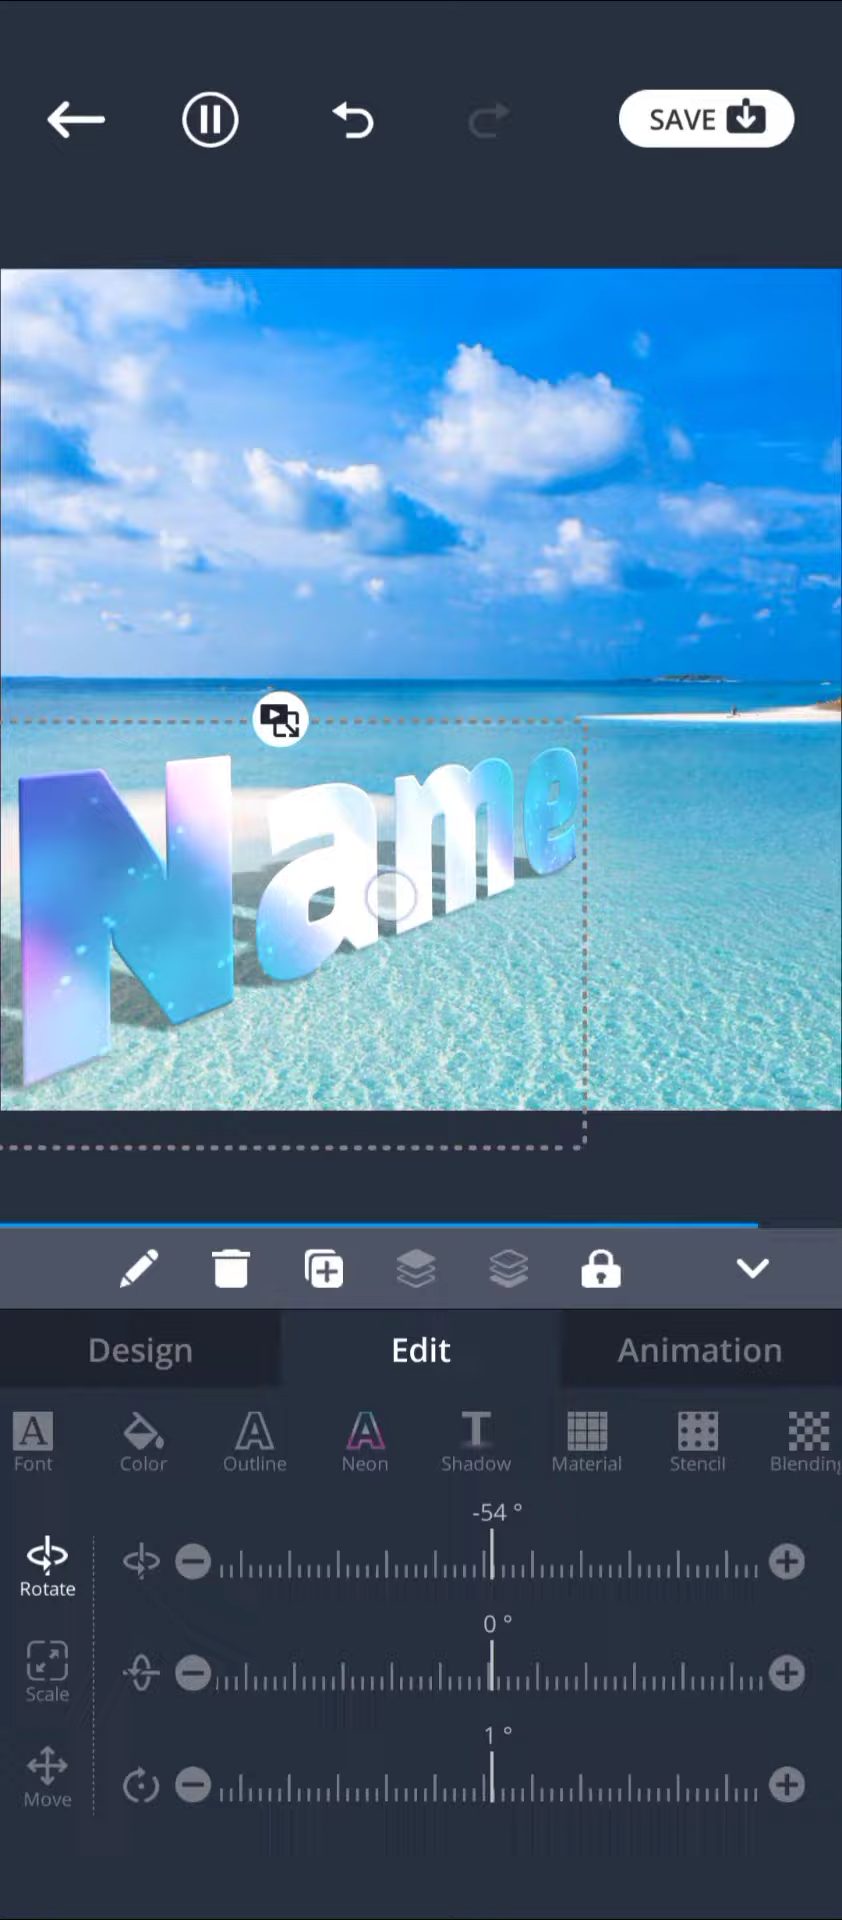 SAVE
Name
Design Edit Animation
A A A T
Font Color Outline Neon Shadow Material Stencil Blending
-54 °
Rotate
0 °
Scale
1 °
Move